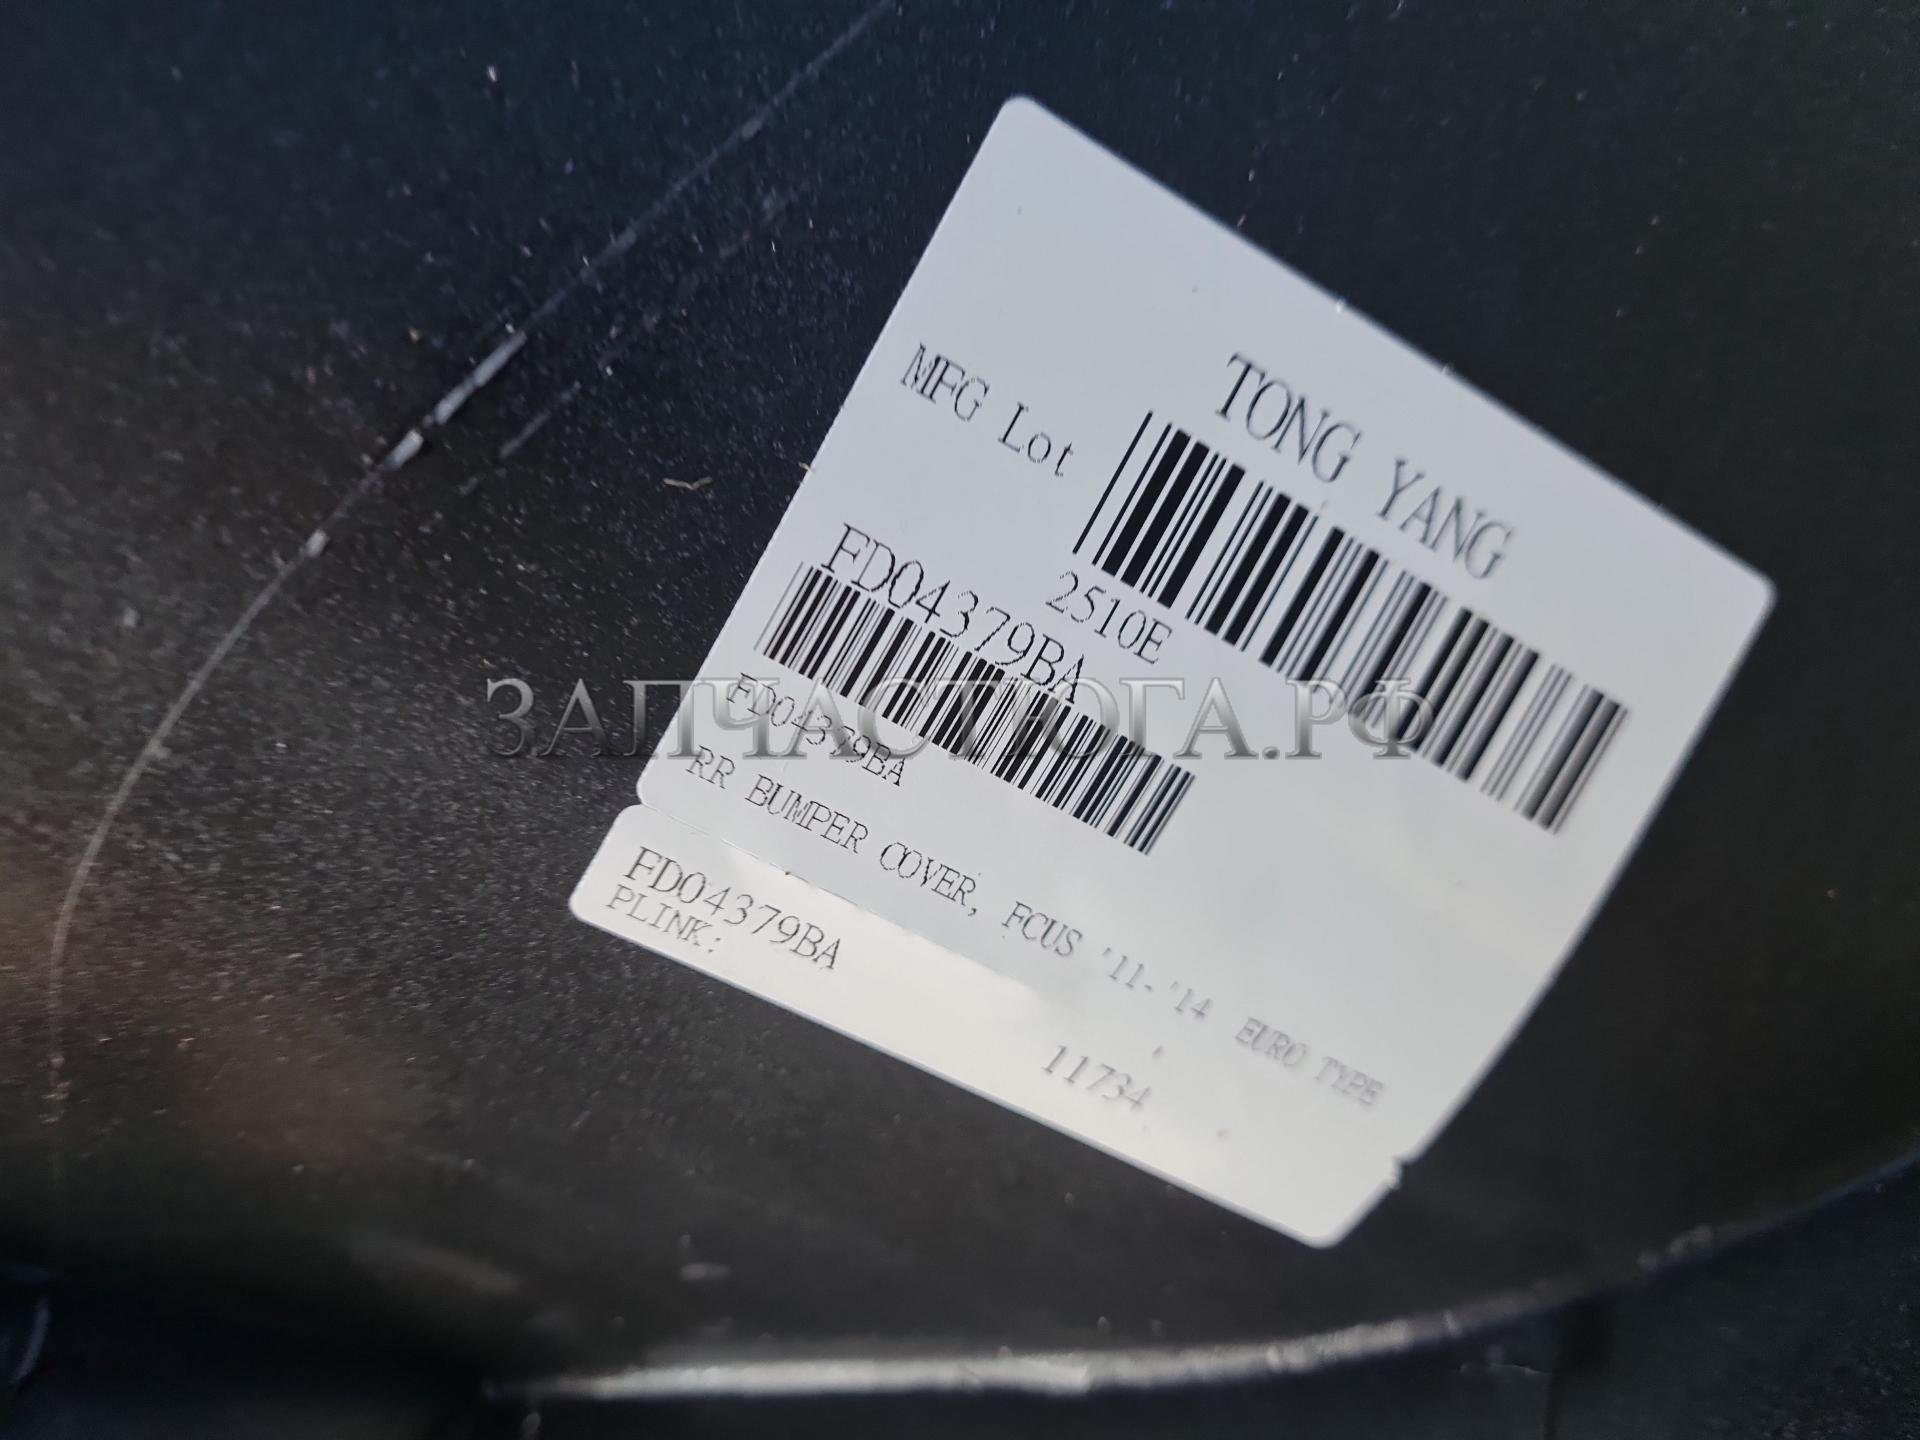 TONG YANG
MFG Lot
2510E
FD04379BA
FD04379BA
RR BUMPER COVER, FCUS '11-'14 EURO TYPE
FD04379BA
PLINK:
11734
ЗАПЧАСТЮГА.РФ